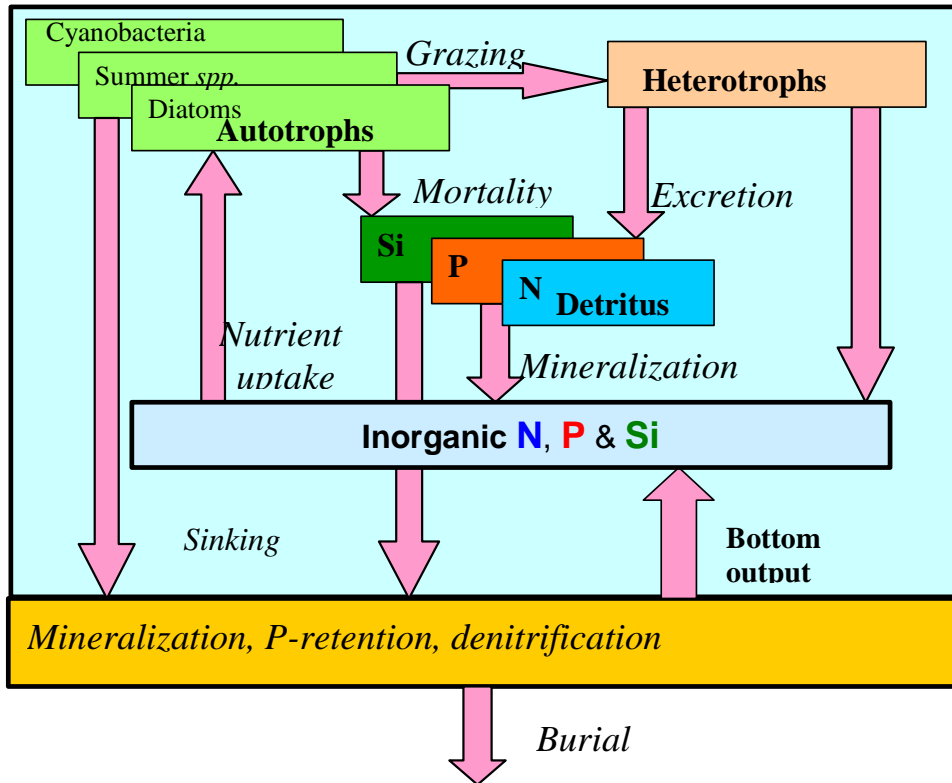 Cyanobacteria
Grazing
Summer spp.
Heterotrophs
Diatoms
Autotrophs
Mortality
Excretion
Si
P
N
Detritus
Nutrient
uptake
Mineralization
Inorganic N, P & Si
Sinking
Bottom
output
Mineralization, P-retention, denitrification
Burial